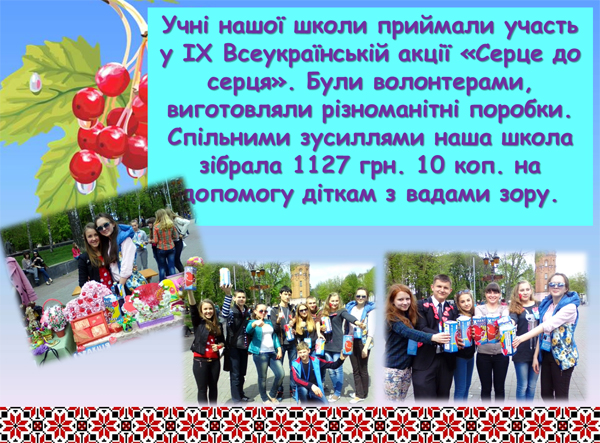 Учні нашої школи приймали участь
у ІХ Всеукраїнській акції «Серце до
серця». Були волонтерами,
виготовляли різноманітні поробки.
Спільними зусиллями наша школа
зібрала 1127 грн. 10 коп. на
допомогу діткам з вадами зору.